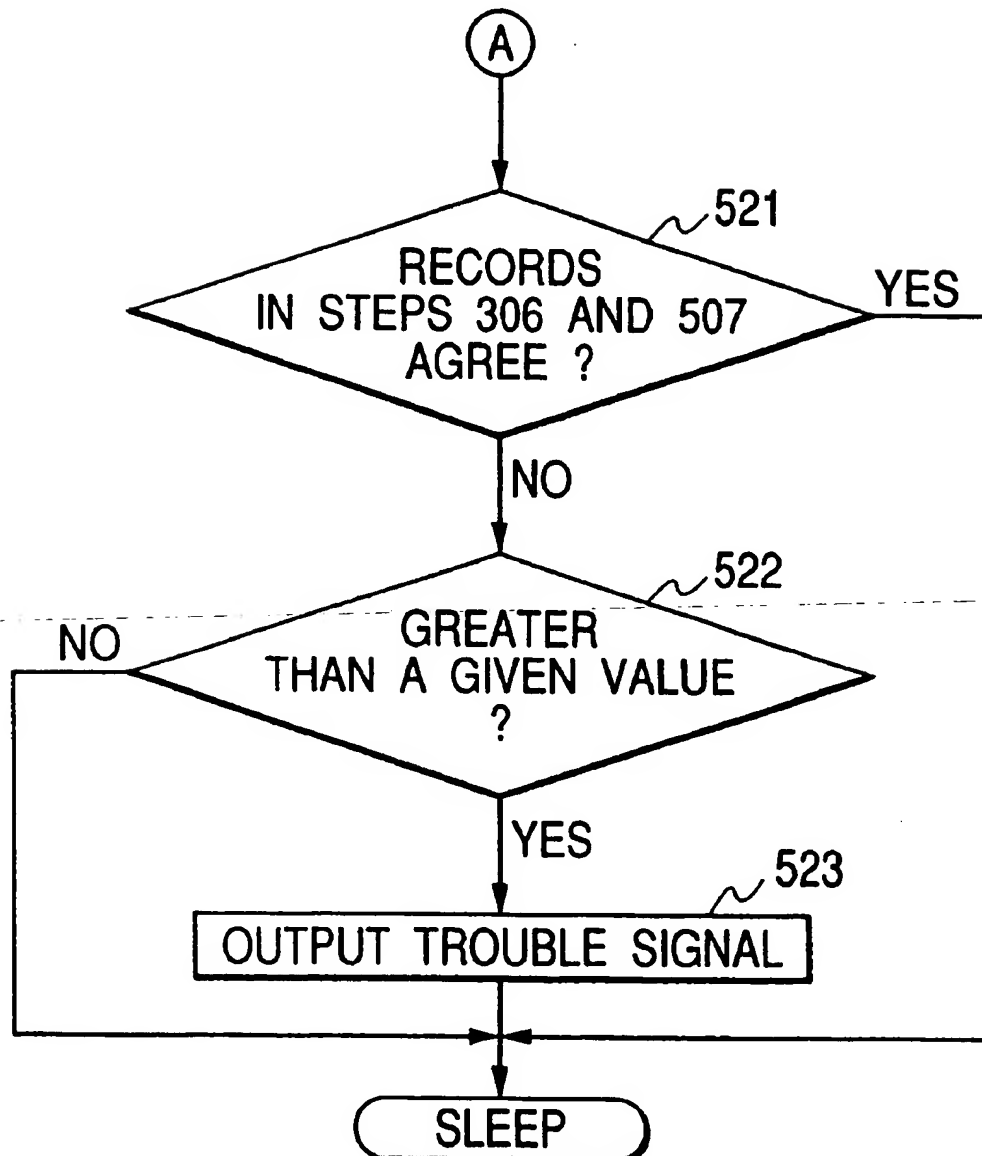 A
521
RECORDS
IN STEPS 306 AND 507
AGREE ?
YES
NO
522
GREATER
THAN A GIVEN VALUE
?
NO
YES
523
OUTPUT TROUBLE SIGNAL
SLEEP